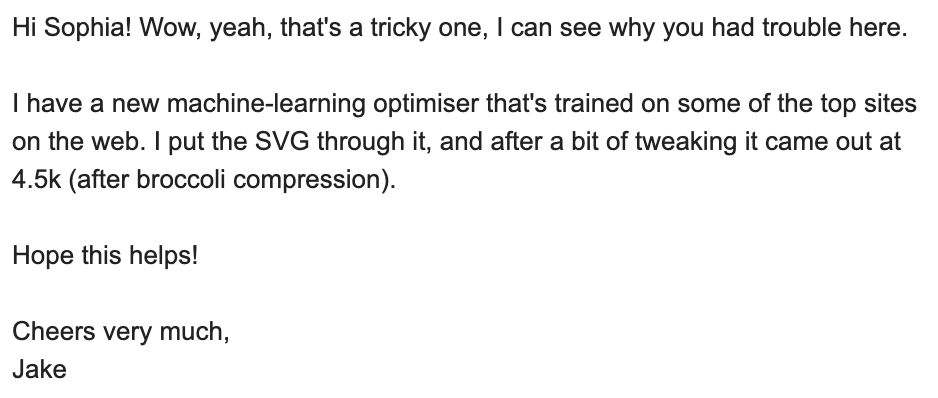 Hi Sophia! Wow, yeah, that's a tricky one, I can see why you had trouble here.
I have a new machine-learning optimiser that's trained on some of the top sites
on the web. I put the SVG through it, and after a bit of tweaking it came out at
4.5k (after broccoli compression).
Hope this helps!
Cheers very much,
Jake